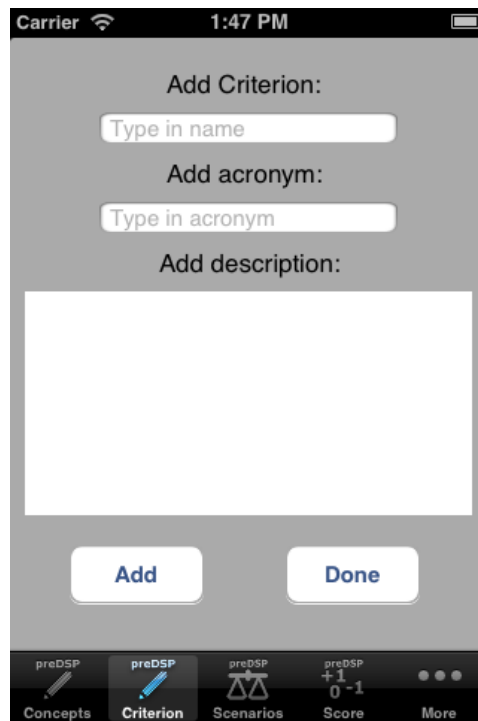 Carrier 1:47 PM
Add Criterion:
Type in name
Add acronym:
Type in acronym
Add description:
Add Done
preDSP preDSP preDSP preDSP
+1
0 -1
Concepts Criterion Scenarios Score More